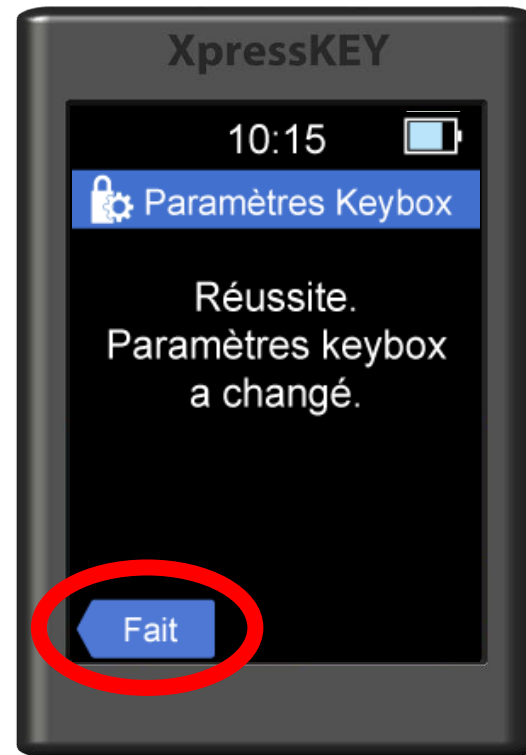 XpressKEY
10:15
Paramètres Keybox
Réussite.
Paramètres keybox
a changé.
Fait